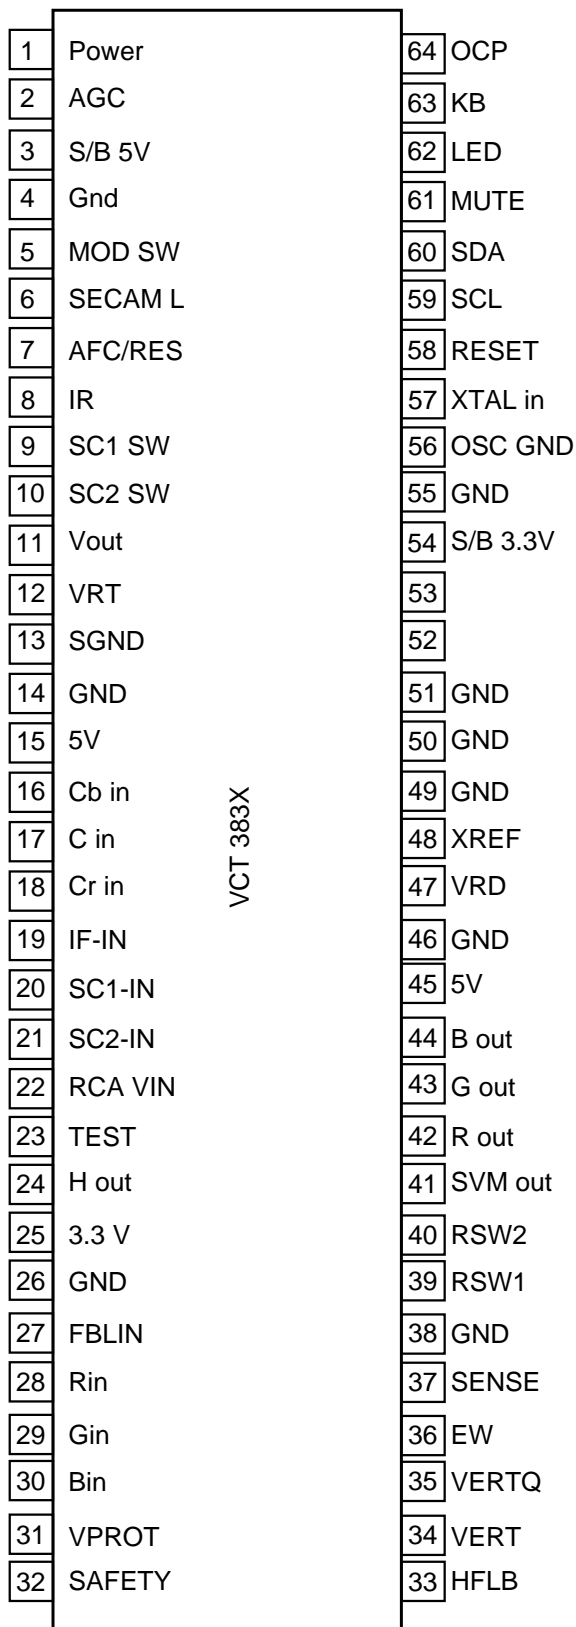 1 Power 64 OCP
2 AGC 63 KB
3 S/B 5V 62 LED
4 Gnd 61 MUTE
5 MOD SW 60 SDA
6 SECAM L 59 SCL
7 AFC/RES 58 RESET
8 IR 57 XTAL in
9 SC1 SW 56 OSC GND
10 SC2 SW 55 GND
11 Vout 54 S/B 3.3V
12 VRT 53
13 SGND 52
14 GND 51 GND
15 5V 50 GND
16 Cb in 49 GND
17 C in 48 XREF
18 Cr in 47 VRD
VCT 383X
19 IF-IN 46 GND
20 SC1-IN 45 5V
21 SC2-IN 44 B out
22 RCA VIN 43 G out
23 TEST 42 R out
24 H out 41 SVM out
25 3.3 V 40 RSW2
26 GND 39 RSW1
27 FBLIN 38 GND
28 Rin 37 SENSE
29 Gin 36 EW
30 Bin 35 VERTQ
31 VPROT 34 VERT
32 SAFETY 33 HFLB